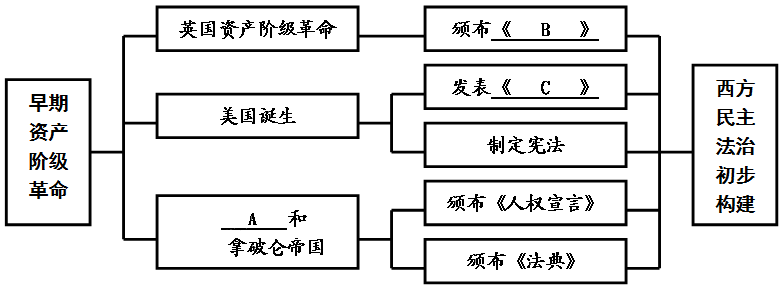 早期
资产
阶级
革命
英国资产阶级革命
颁布《 B 》
美国诞生
发表《 C 》
制定宪法
A 和
拿破仑帝国
颁布《人权宣言》
颁布《法典》
西方
民主
法治
初步
构建